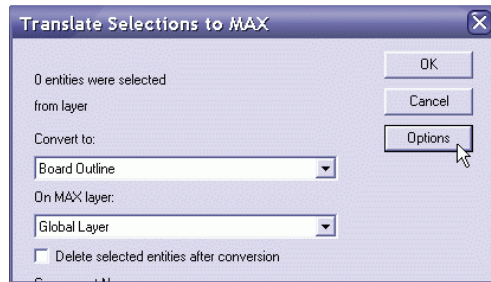 Translate Selections to MAX
OK
0 entities were selected
from layer
Cancel
Convert to:
Options
Board Outline
On MAX layer:
Global Layer
Delete selected entities after conversion